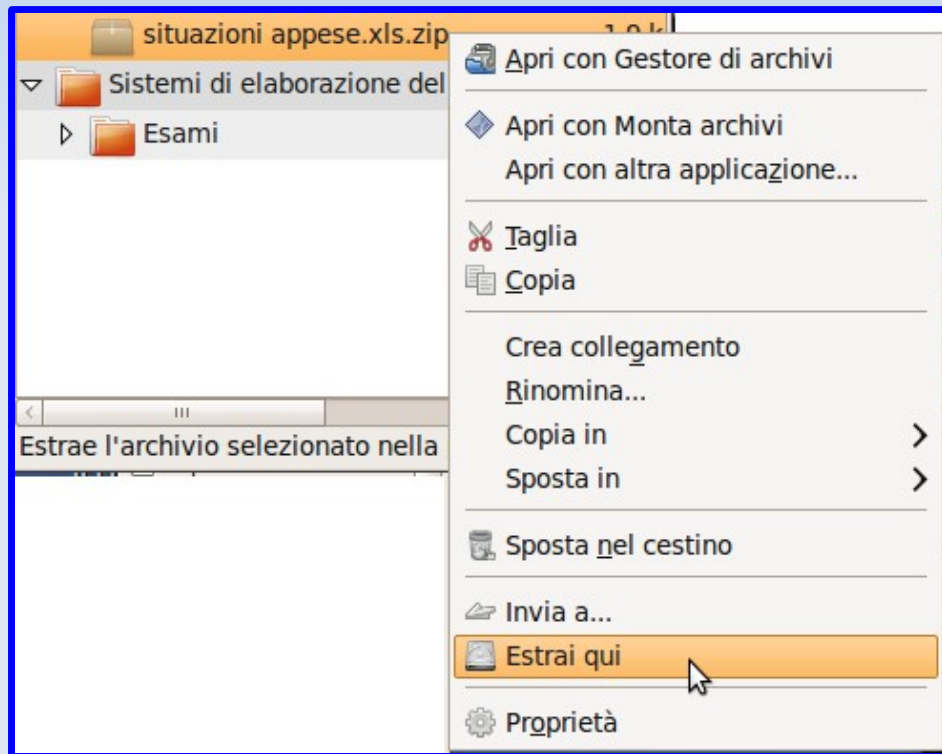 situazioni appese.xls.zip
Sistemi di elaborazione del
Esami
Estrae l'archivio selezionato nella
Apri con Gestore di archivi
Apri con Monta archivi
Apri con altra applicazione...
Taglia
Copia
Crea collegamento
Rinomina...
Copia in
Sposta in
Sposta nel cestino
Invia a...
Estrai qui
Proprietà